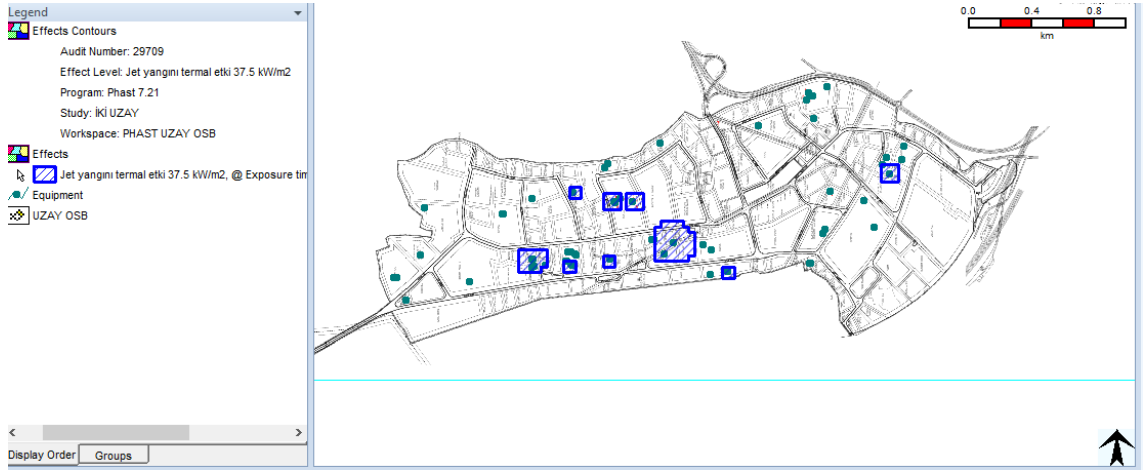 Legend
Effects Contours
Audit Number: 29709
Effect Level: Jet yangını termal etki 37.5 kW/m2
Program: Phast 7.21
Study: İKİ UZAY
Workspace: PHAST UZAY OSB
Effects
Jet yangını termal etki 37.5 kW/m2, @ Exposure tim
Equipment
UZAY OSB
Display Order
Groups
0.0 0.4 0.8
km